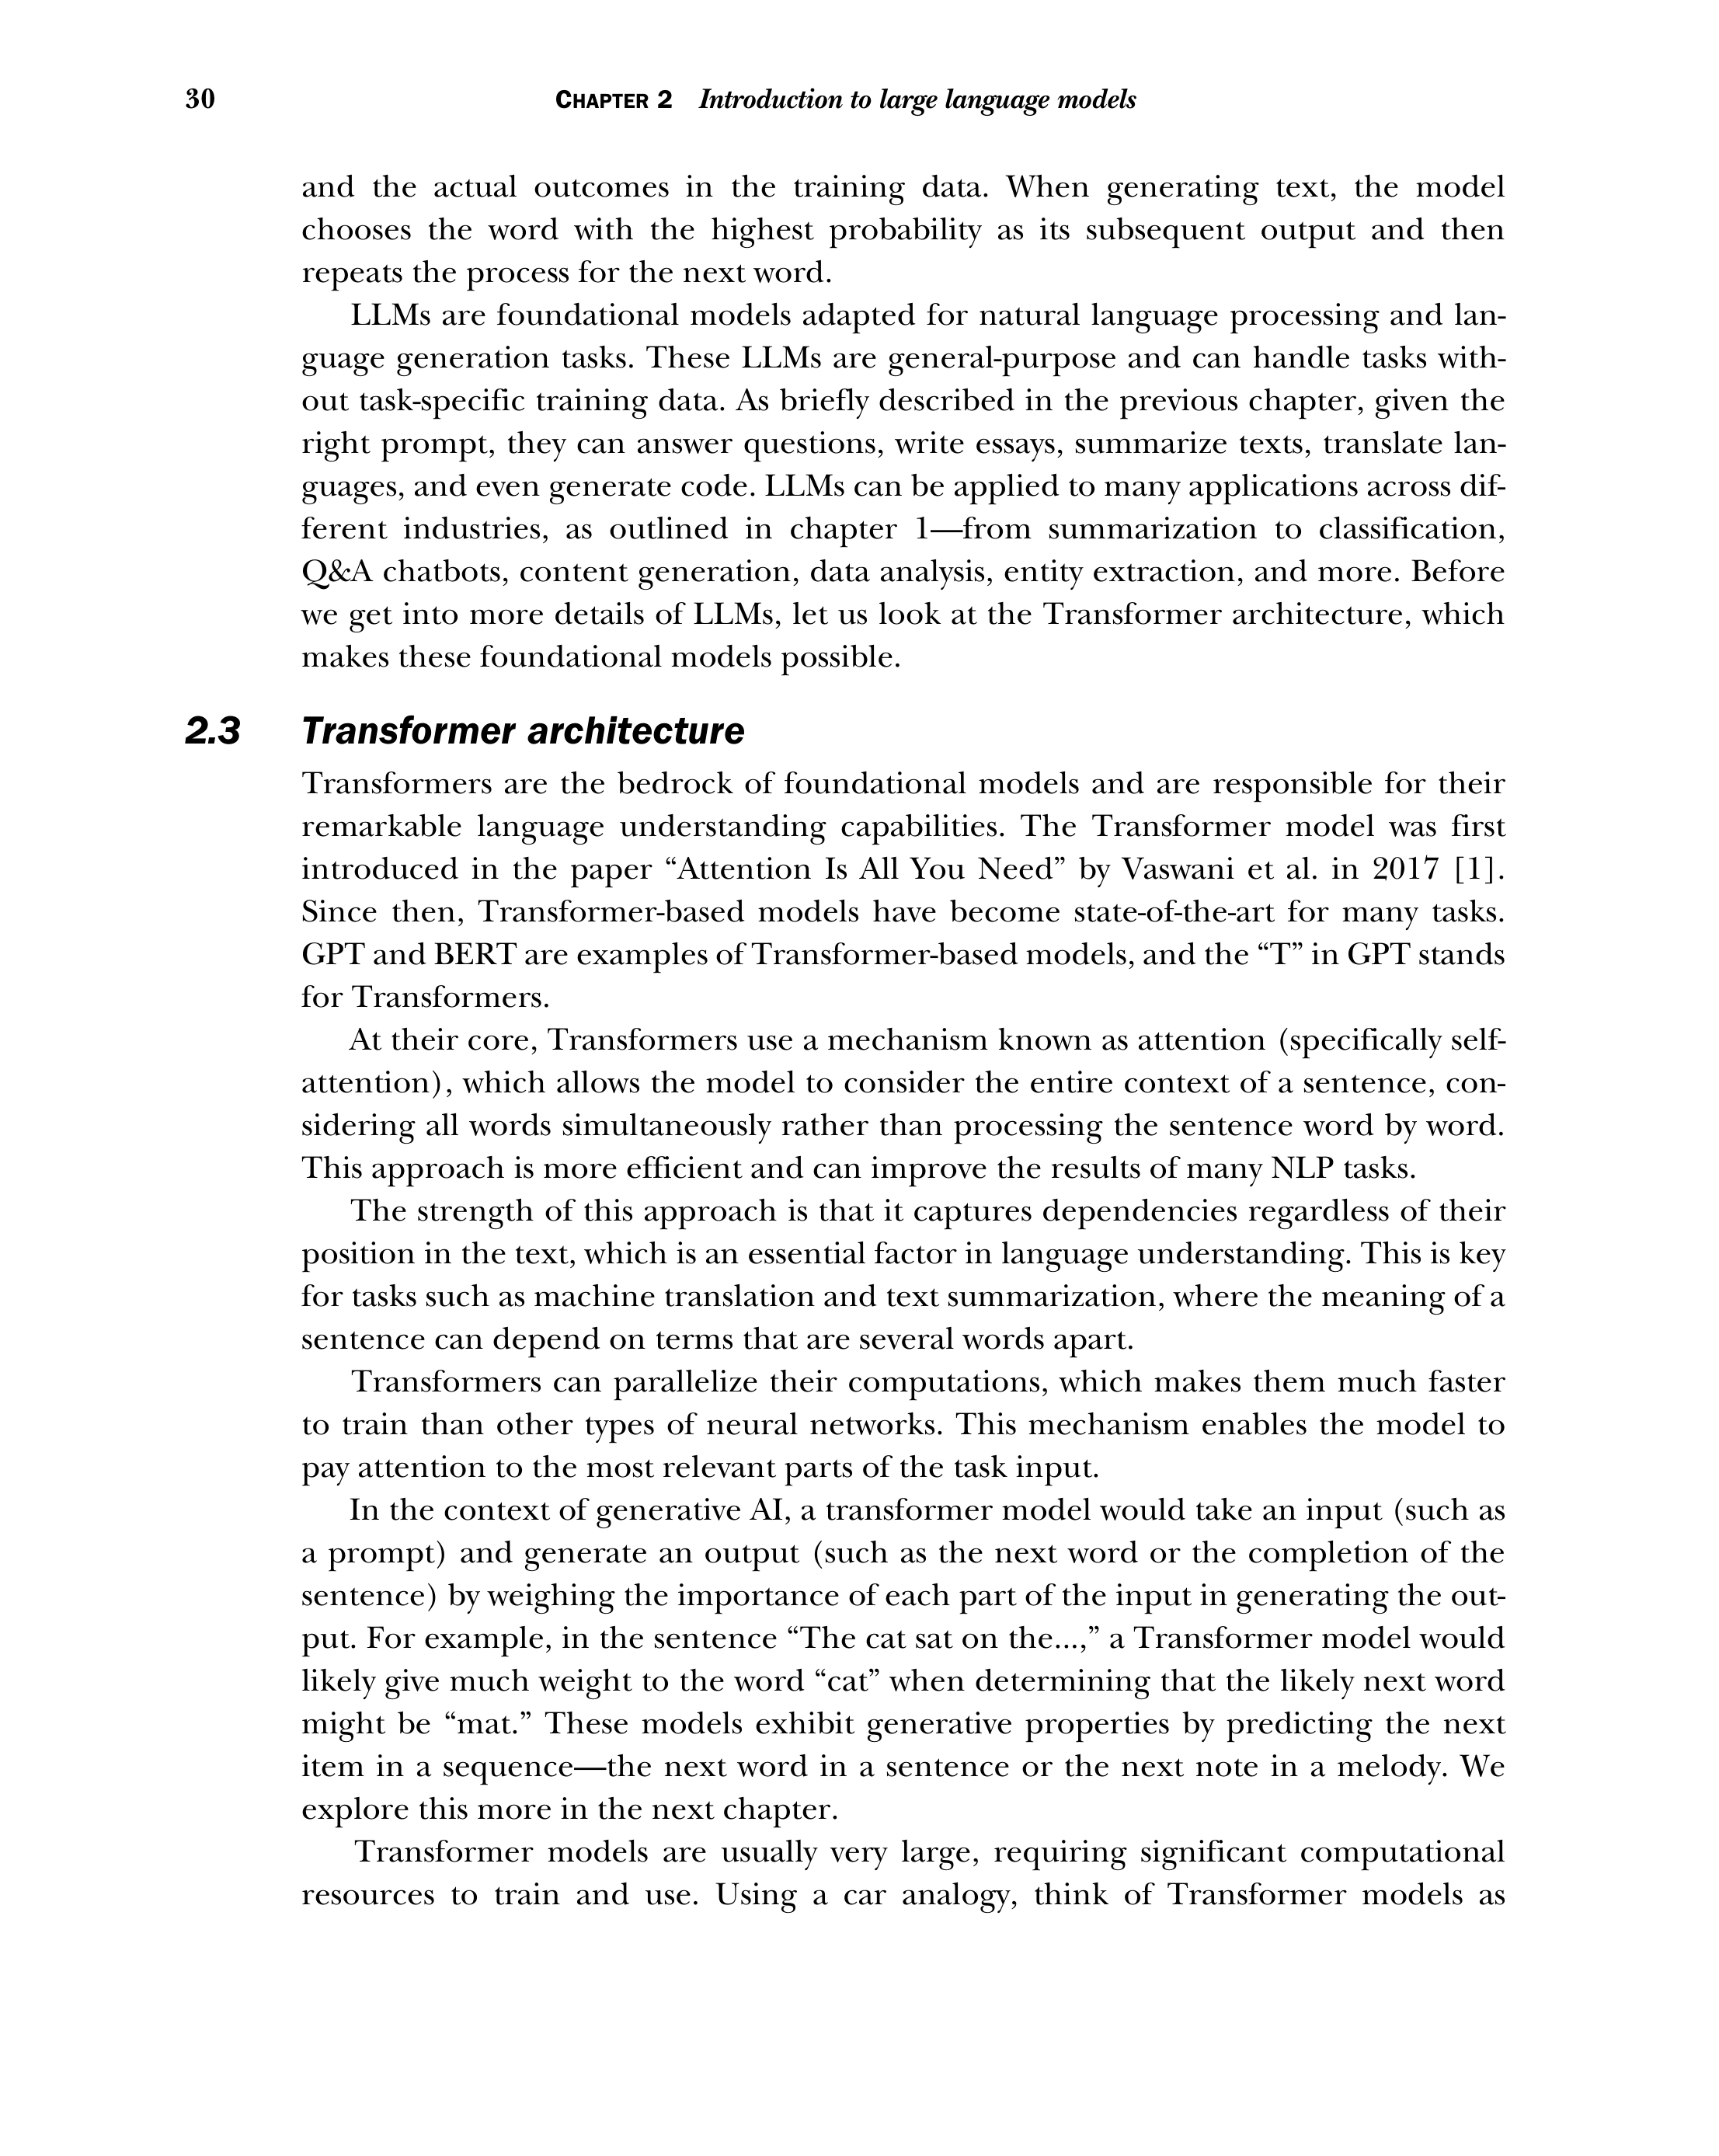 30 CHAPTER 2 Introduction to large language models
and the actual outcomes in the training data. When generating text, the model
chooses the word with the highest probability as its subsequent output and then
repeats the process for the next word.
LLMs are foundational models adapted for natural language processing and lan-
guage generation tasks. These LLMs are general-purpose and can handle tasks with-
out task-specific training data. As briefly described in the previous chapter, given the
right prompt, they can answer questions, write essays, summarize texts, translate lan-
guages, and even generate code. LLMs can be applied to many applications across dif-
ferent industries, as outlined in chapter 1—from summarization to classification,
Q&A chatbots, content generation, data analysis, entity extraction, and more. Before
we get into more details of LLMs, let us look at the Transformer architecture, which
makes these foundational models possible.
2.3 Transformer architecture
Transformers are the bedrock of foundational models and are responsible for their
remarkable language understanding capabilities. The Transformer model was first
introduced in the paper “Attention Is All You Need” by Vaswani et al. in 2017 [1].
Since then, Transformer-based models have become state-of-the-art for many tasks.
GPT and BERT are examples of Transformer-based models, and the “T” in GPT stands
for Transformers.
At their core, Transformers use a mechanism known as attention (specifically self-
attention), which allows the model to consider the entire context of a sentence, con-
sidering all words simultaneously rather than processing the sentence word by word.
This approach is more efficient and can improve the results of many NLP tasks.
The strength of this approach is that it captures dependencies regardless of their
position in the text, which is an essential factor in language understanding. This is key
for tasks such as machine translation and text summarization, where the meaning of a
sentence can depend on terms that are several words apart.
Transformers can parallelize their computations, which makes them much faster
to train than other types of neural networks. This mechanism enables the model to
pay attention to the most relevant parts of the task input.
In the context of generative AI, a transformer model would take an input (such as
a prompt) and generate an output (such as the next word or the completion of the
sentence) by weighing the importance of each part of the input in generating the out-
put. For example, in the sentence “The cat sat on the...,” a Transformer model would
likely give much weight to the word “cat” when determining that the likely next word
might be “mat.” These models exhibit generative properties by predicting the next
item in a sequence—the next word in a sentence or the next note in a melody. We
explore this more in the next chapter.
Transformer models are usually very large, requiring significant computational
resources to train and use. Using a car analogy, think of Transformer models as